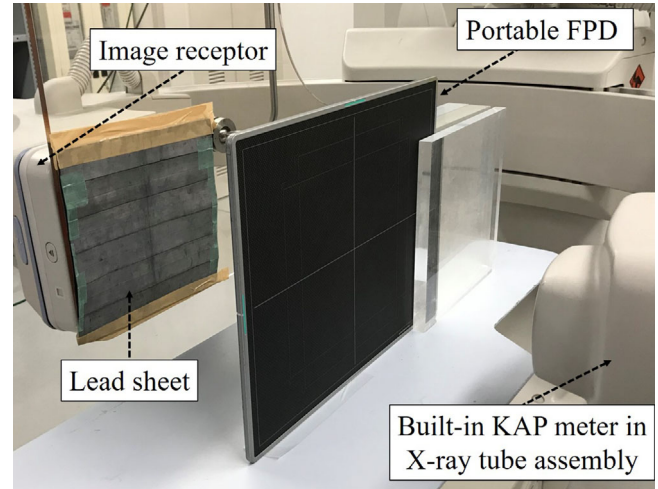 Portable FPD
Image receptor
Lead sheet
Built-in KAP meter in
X-ray tube assembly